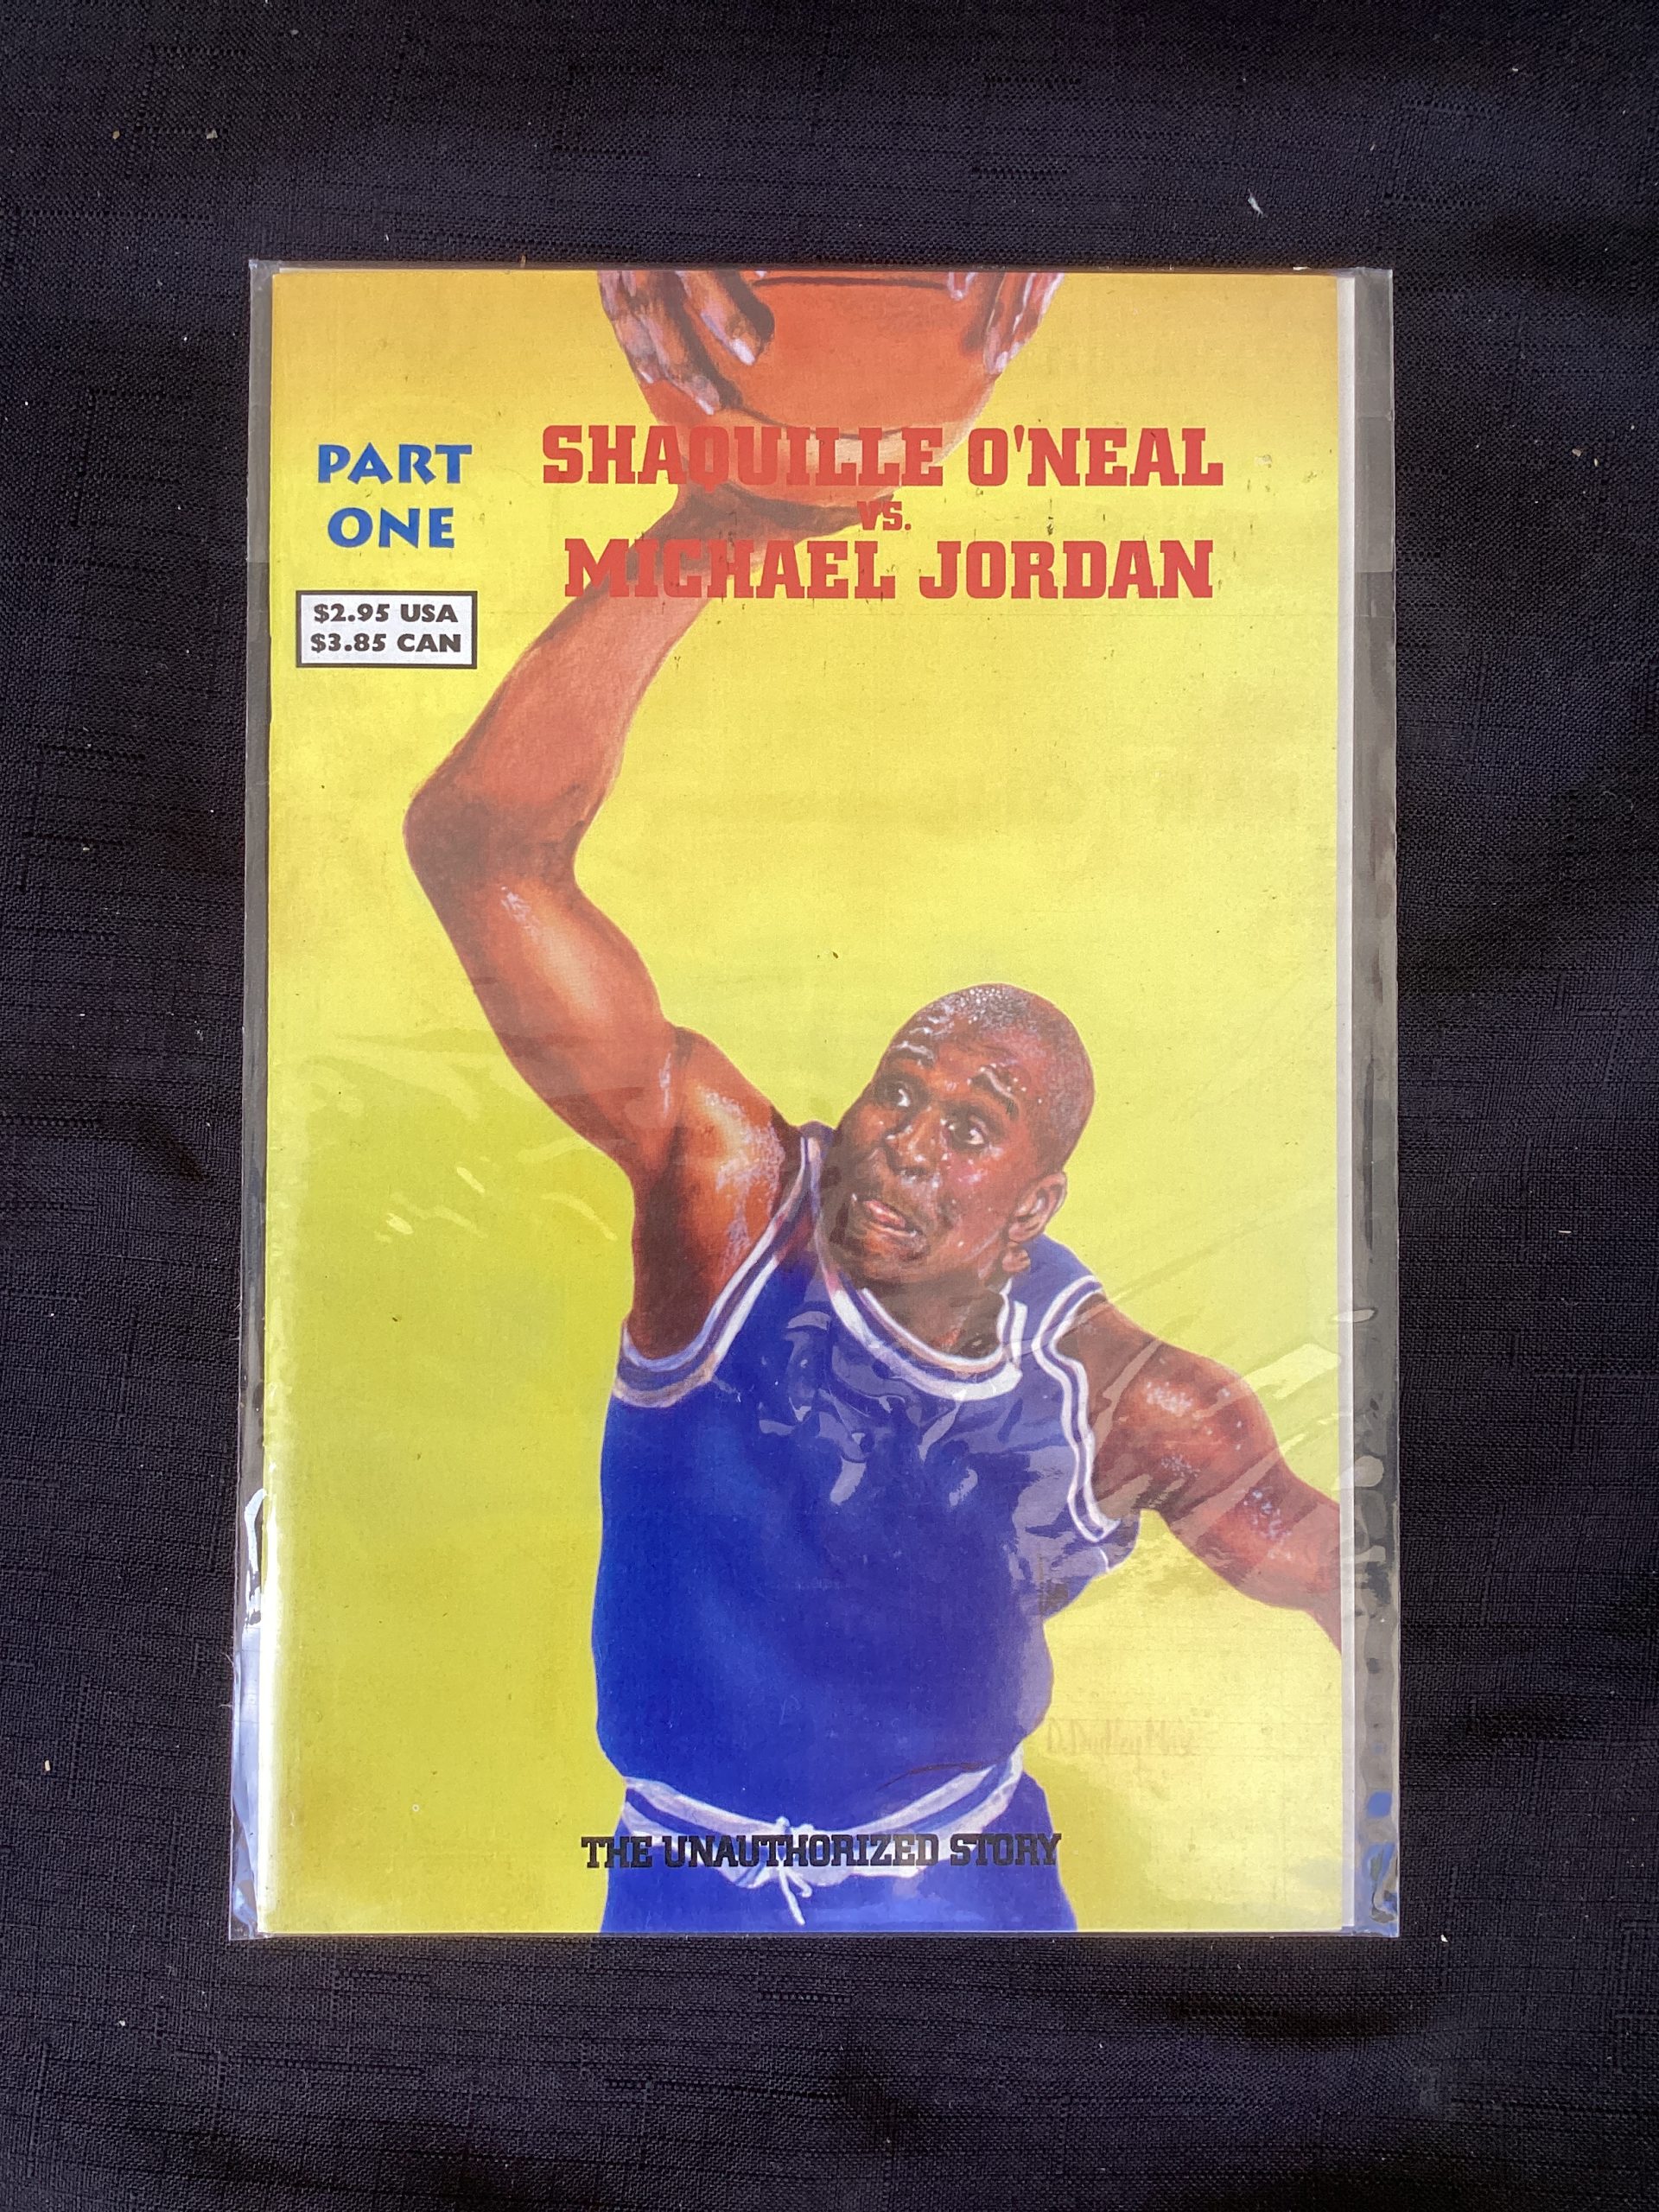 PART
ONE
SHAQUILLE O'NEAL
VS.
MICHAEL JORDAN
$2.95 USA
$3.85 CAN
THE UNAUTHORIZED STORY